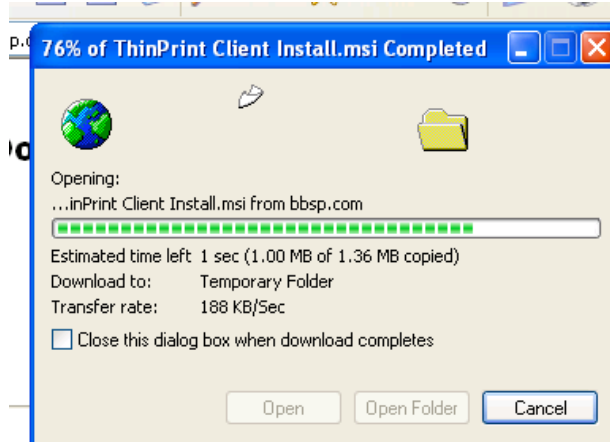 p.
76% of ThinPrint Client Install.msi Completed
Do
Opening:
...inPrint Client Install.msi from bbsp.com
Estimated time left 1 sec (1.00 MB of 1.36 MB copied)
Download to: Temporary Folder
Transfer rate: 188 KB/Sec
Close this dialog box when download completes
Open Open Folder Cancel